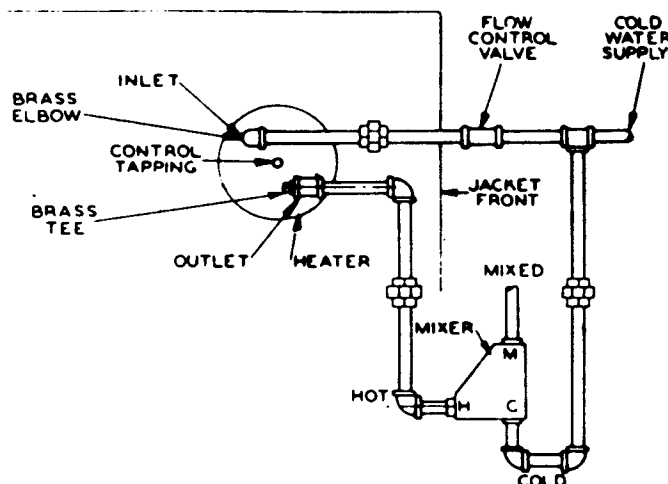 FLOW
CONTROL
VALVE
COLD
WATER
SUPPLY
INLET
BRASS
ELBOW
CONTROL
TAPPING
BRASS
TEE
OUTLET
HEATER
JACKET
FRONT
MIXED
MIXER
M
HOT
H
C
COLD